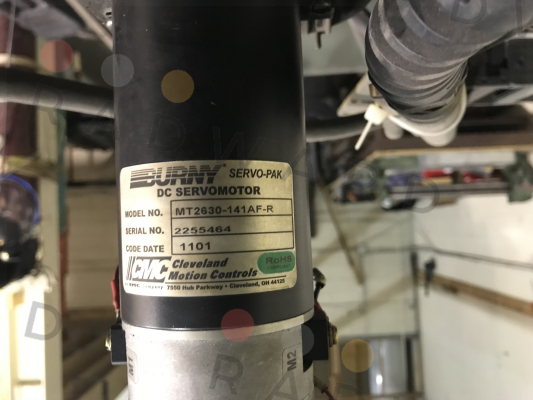 BURNY SERVO-PAK
DC SERVOMOTOR
MODEL NO. MT2630-141AF-R
SERIAL NO. 2255464
CODE DATE 1101
CMC Cleveland Motion Controls
RoHS
7550 Hub Parkway • Cleveland, OH 44125
M1
M2